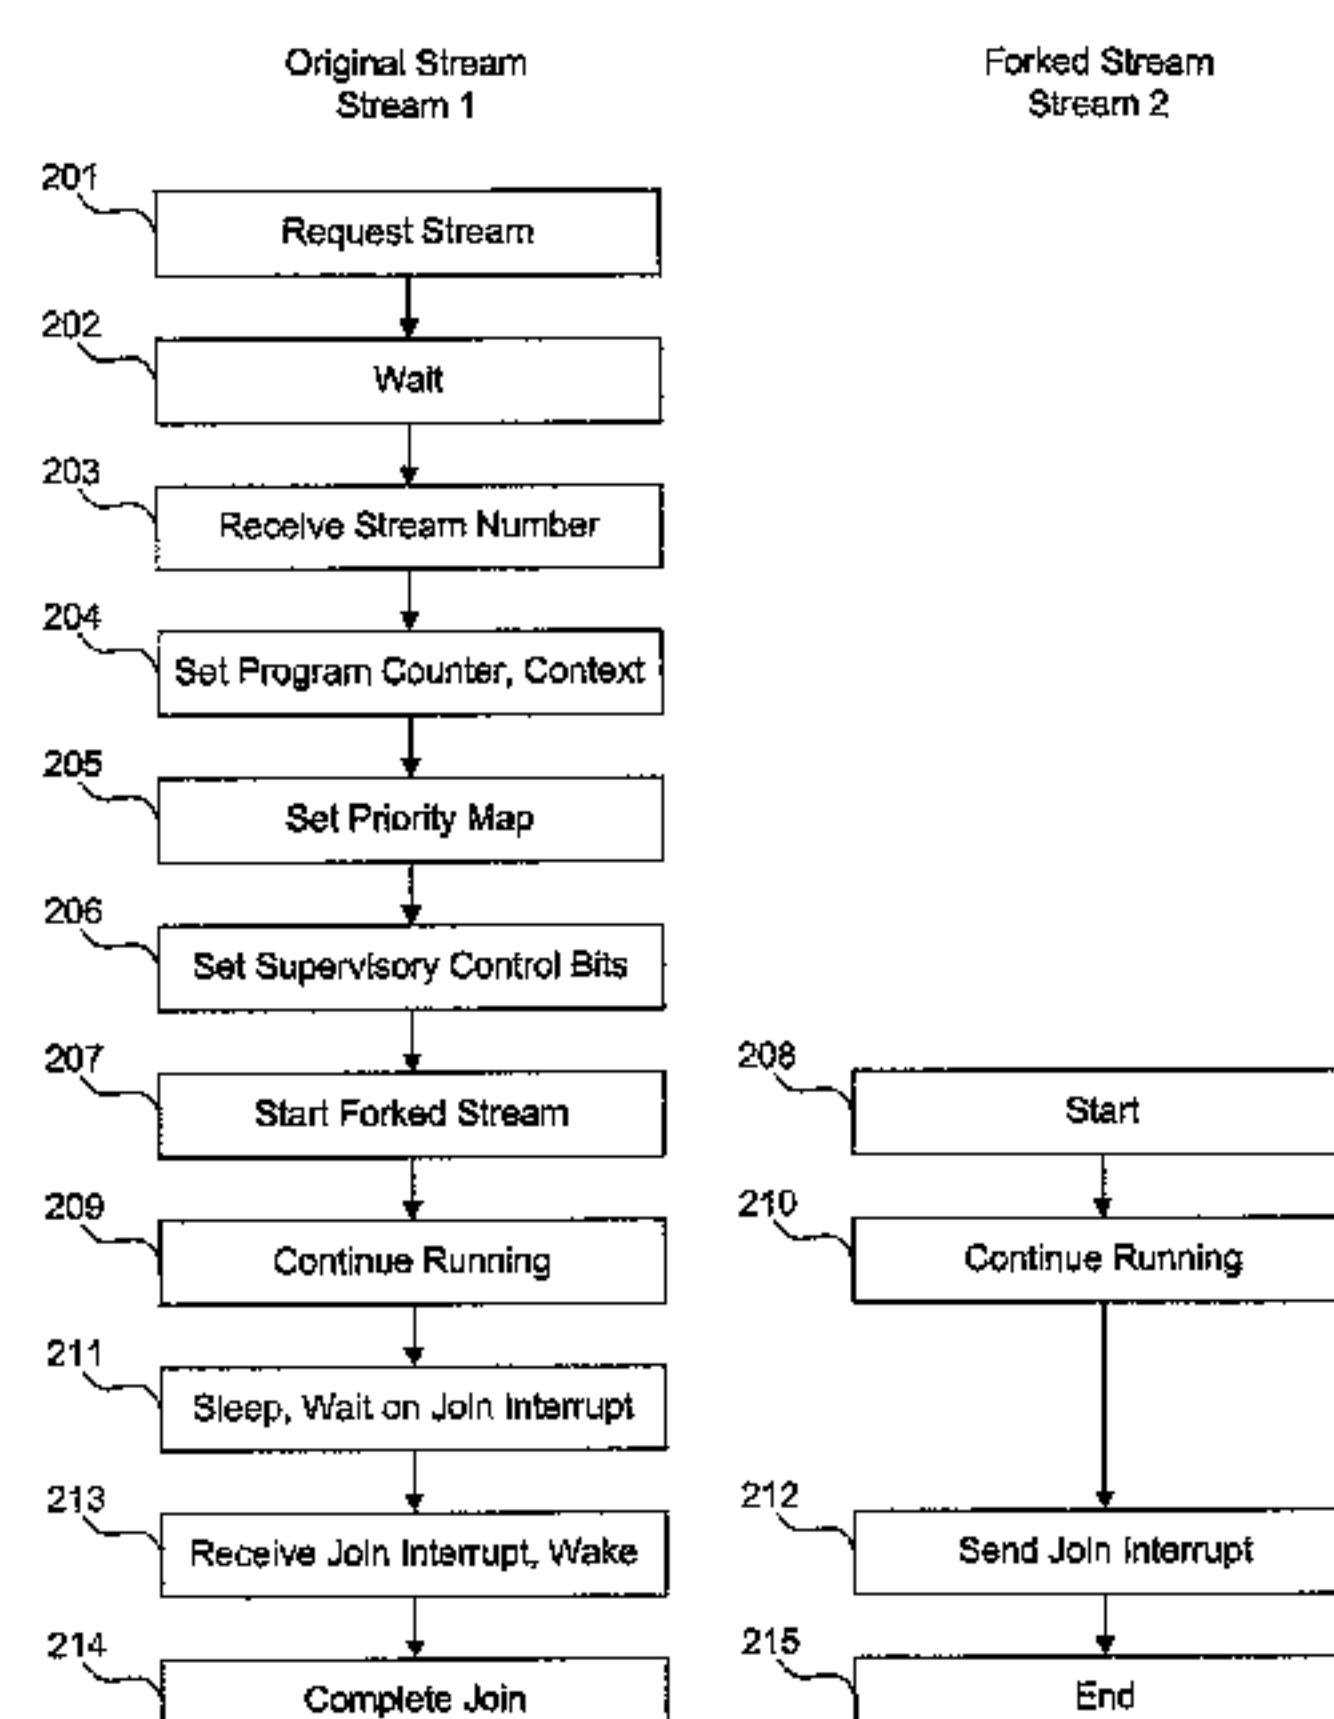 Original Stream
Stream 1
Forked Stream
Stream 2
201
Request Stream
202
Wait
203
Receive Stream Number
204
Set Program Counter, Context
205
Set Priority Map
206
Set Supervisory Control Bits
207
Start Forked Stream
208
Start
209
Continue Running
210
Continue Running
211
Sleep, Wait on Join Interrupt
212
Send Join Interrupt
213
Receive Join Interrupt, Wake
214
Complete Join
215
End